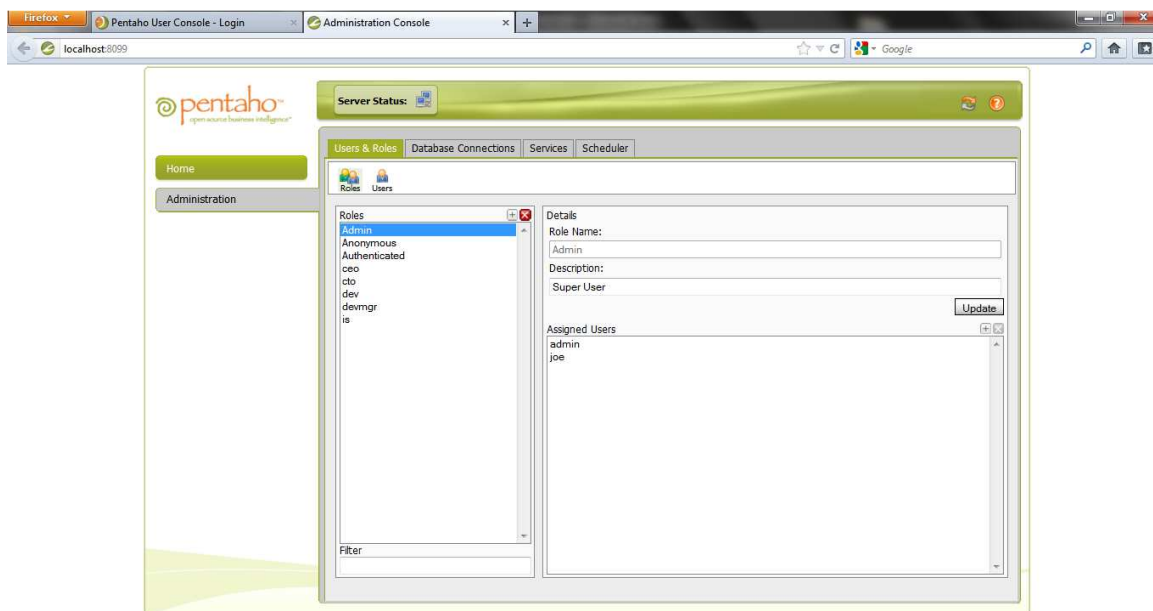 Firefox
Pentaho User Console - Login
Administration Console
localhost:8099
Google
pentaho
open source business intelligence
Server Status:
Home
Administration
Users & Roles Database Connections Services Scheduler
Roles Users
Roles
Admin
Anonymous
Authenticated
ceo
cto
dev
devmgr
is
Filter
Details
Role Name:
Admin
Description:
Super User
Update
Assigned Users
admin
joe